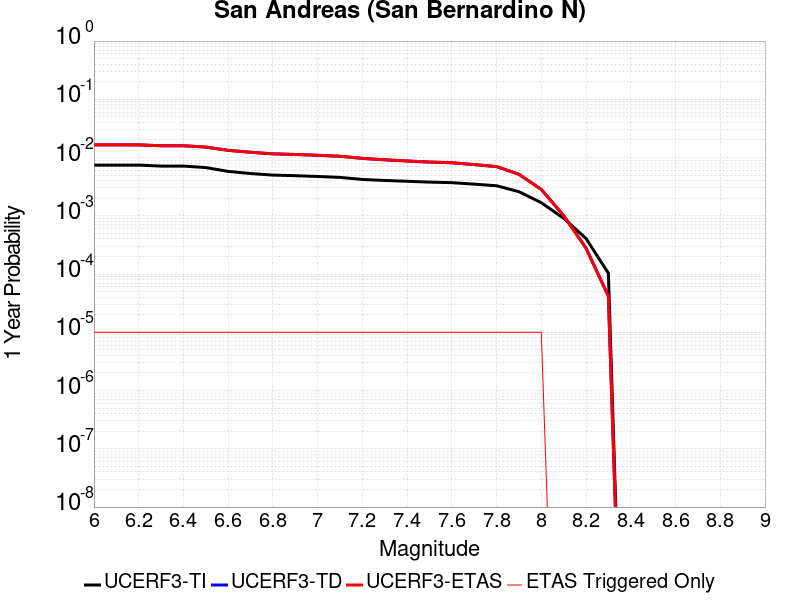 San Andreas (San Bernardino N)
10^0
10^-1
10^-2
10^-3
10^-4
10^-5
10^-6
10^-7
10^-8
1 Year Probability
6 6.2 6.4 6.6 6.8 7 7.2 7.4 7.6 7.8 8 8.2 8.4 8.6 8.8 9
Magnitude
UCERF3-TI UCERF3-TD UCERF3-ETAS ETAS Triggered Only